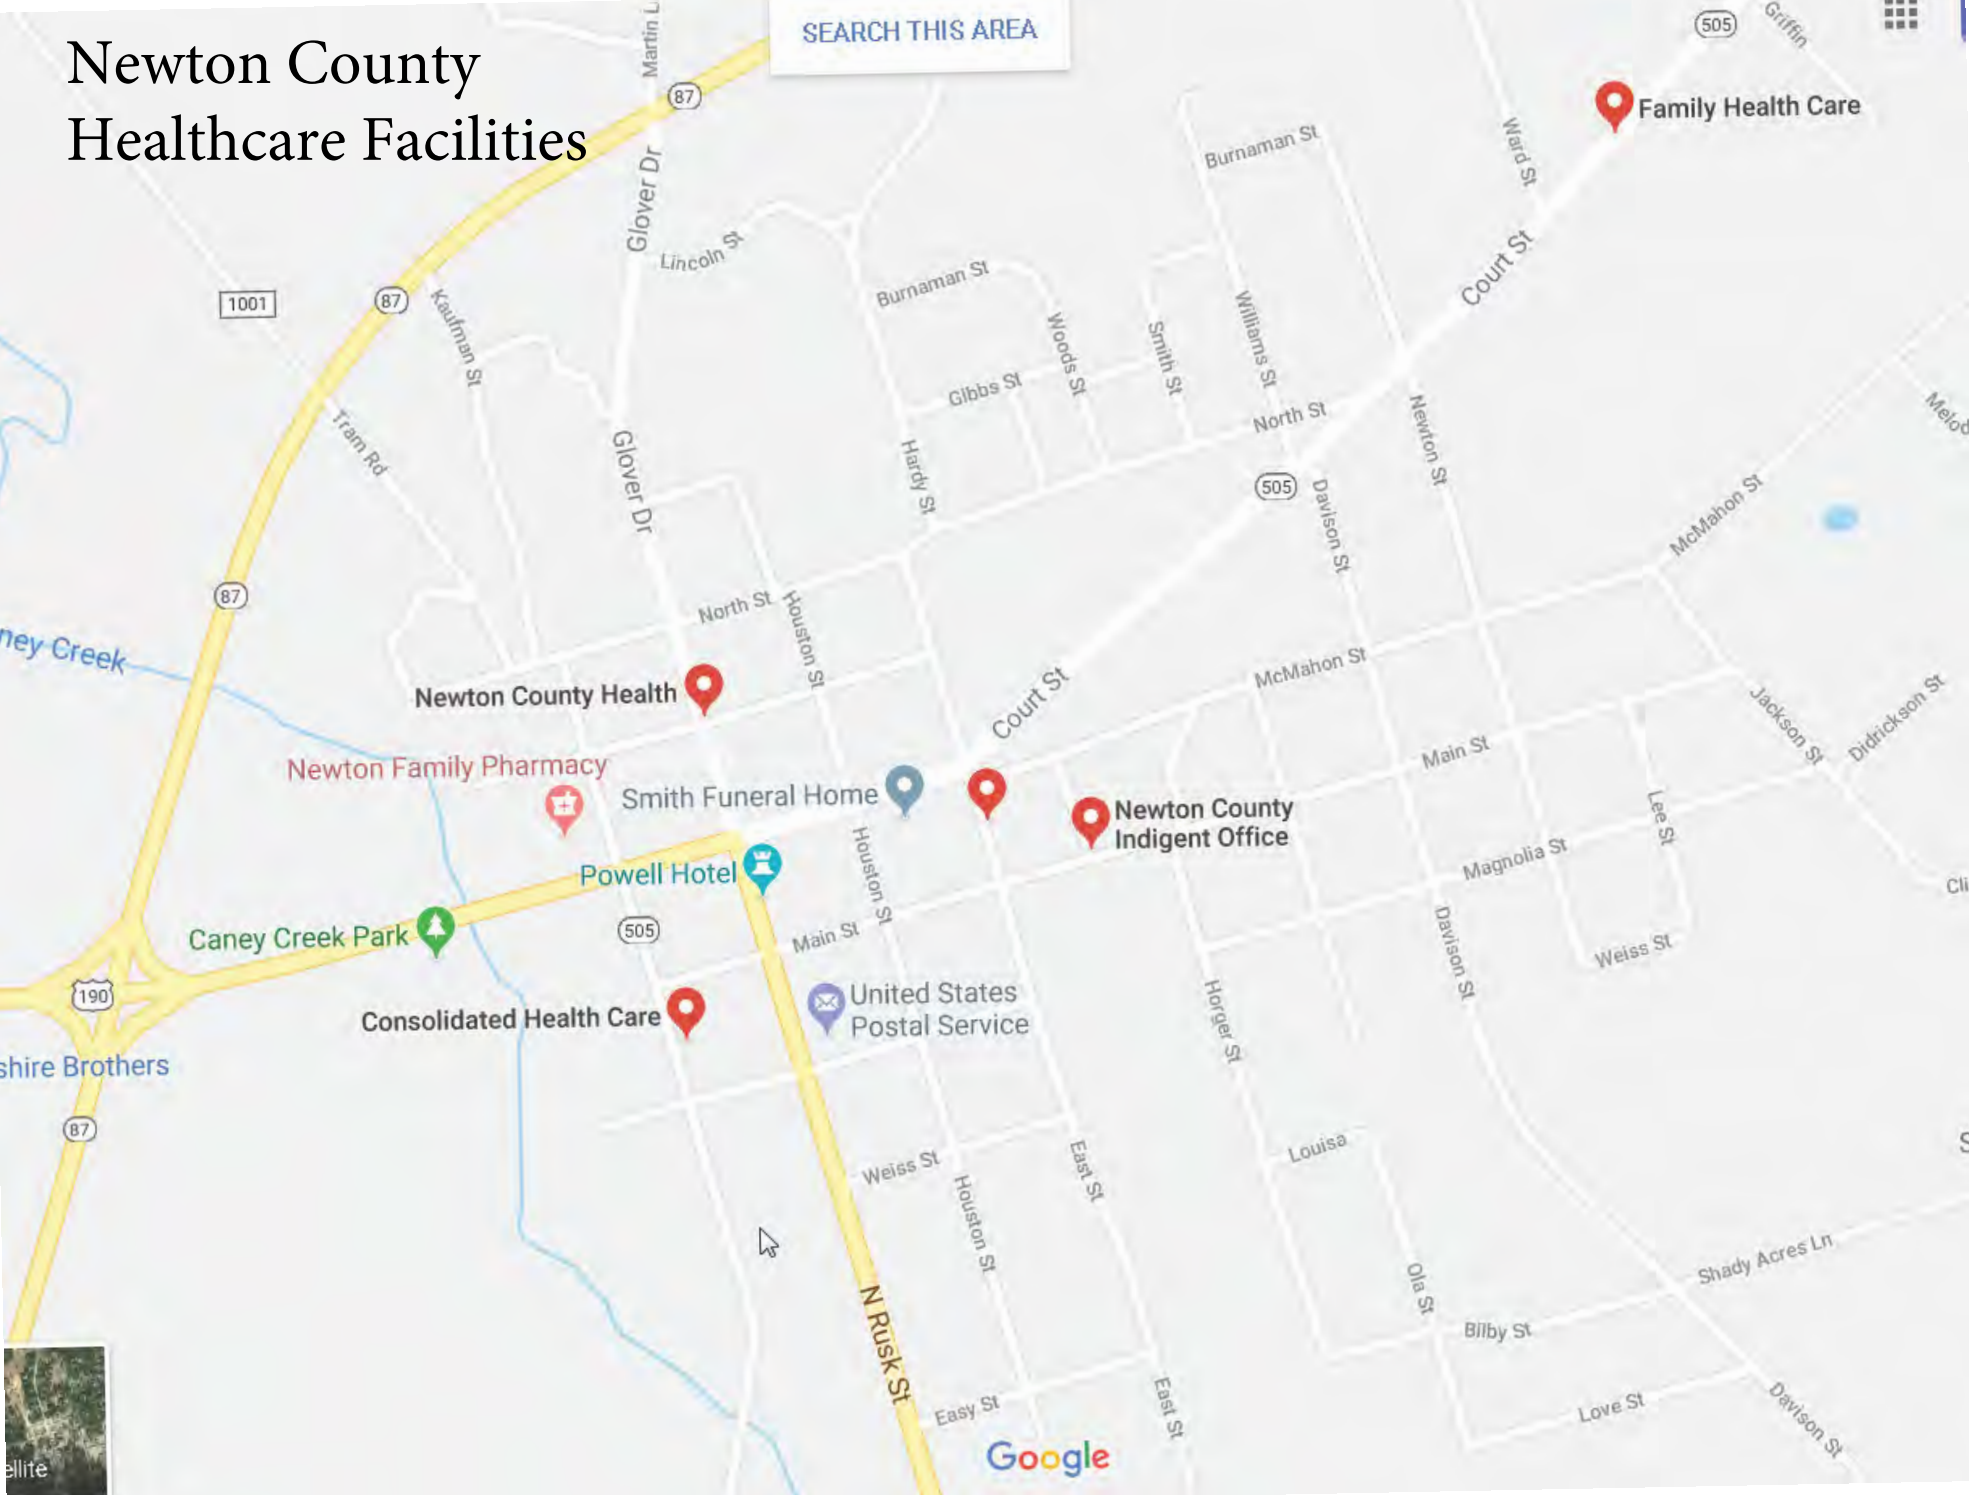 Newton County
Healthcare Facilities
SEARCH THIS AREA
Martin L
87
505
Griffin
Family Health Care
Ward St
Burnaman St
Glover Dr
Lincoln St
Court St
1001
87
Kaufman St
Burnaman St
Woods St
Smith St
Williams St
Gibbs St
North St
Newton St
Melod
Tram Rd
Glover Dr
Hardy St
505
Davison St
McMahon St
87
ney Creek
North St
Houston St
Newton County Health
Court St
McMahon St
Jackson St
Didrickson St
Newton Family Pharmacy
Smith Funeral Home
Newton County
Indigent Office
Main St
Lee St
Powell Hotel
Houston St
Magnolia St
Cli
Caney Creek Park
505
Main St
Davison St
Weiss St
190
Consolidated Health Care
United States
Postal Service
Horger St
shire Brothers
87
Louisa
S
Weiss St
East St
Houston St
Shady Acres Ln
N Rusk St
Ola St
Bilby St
Easy St
East St
Love St
Davison St
Google
ellite